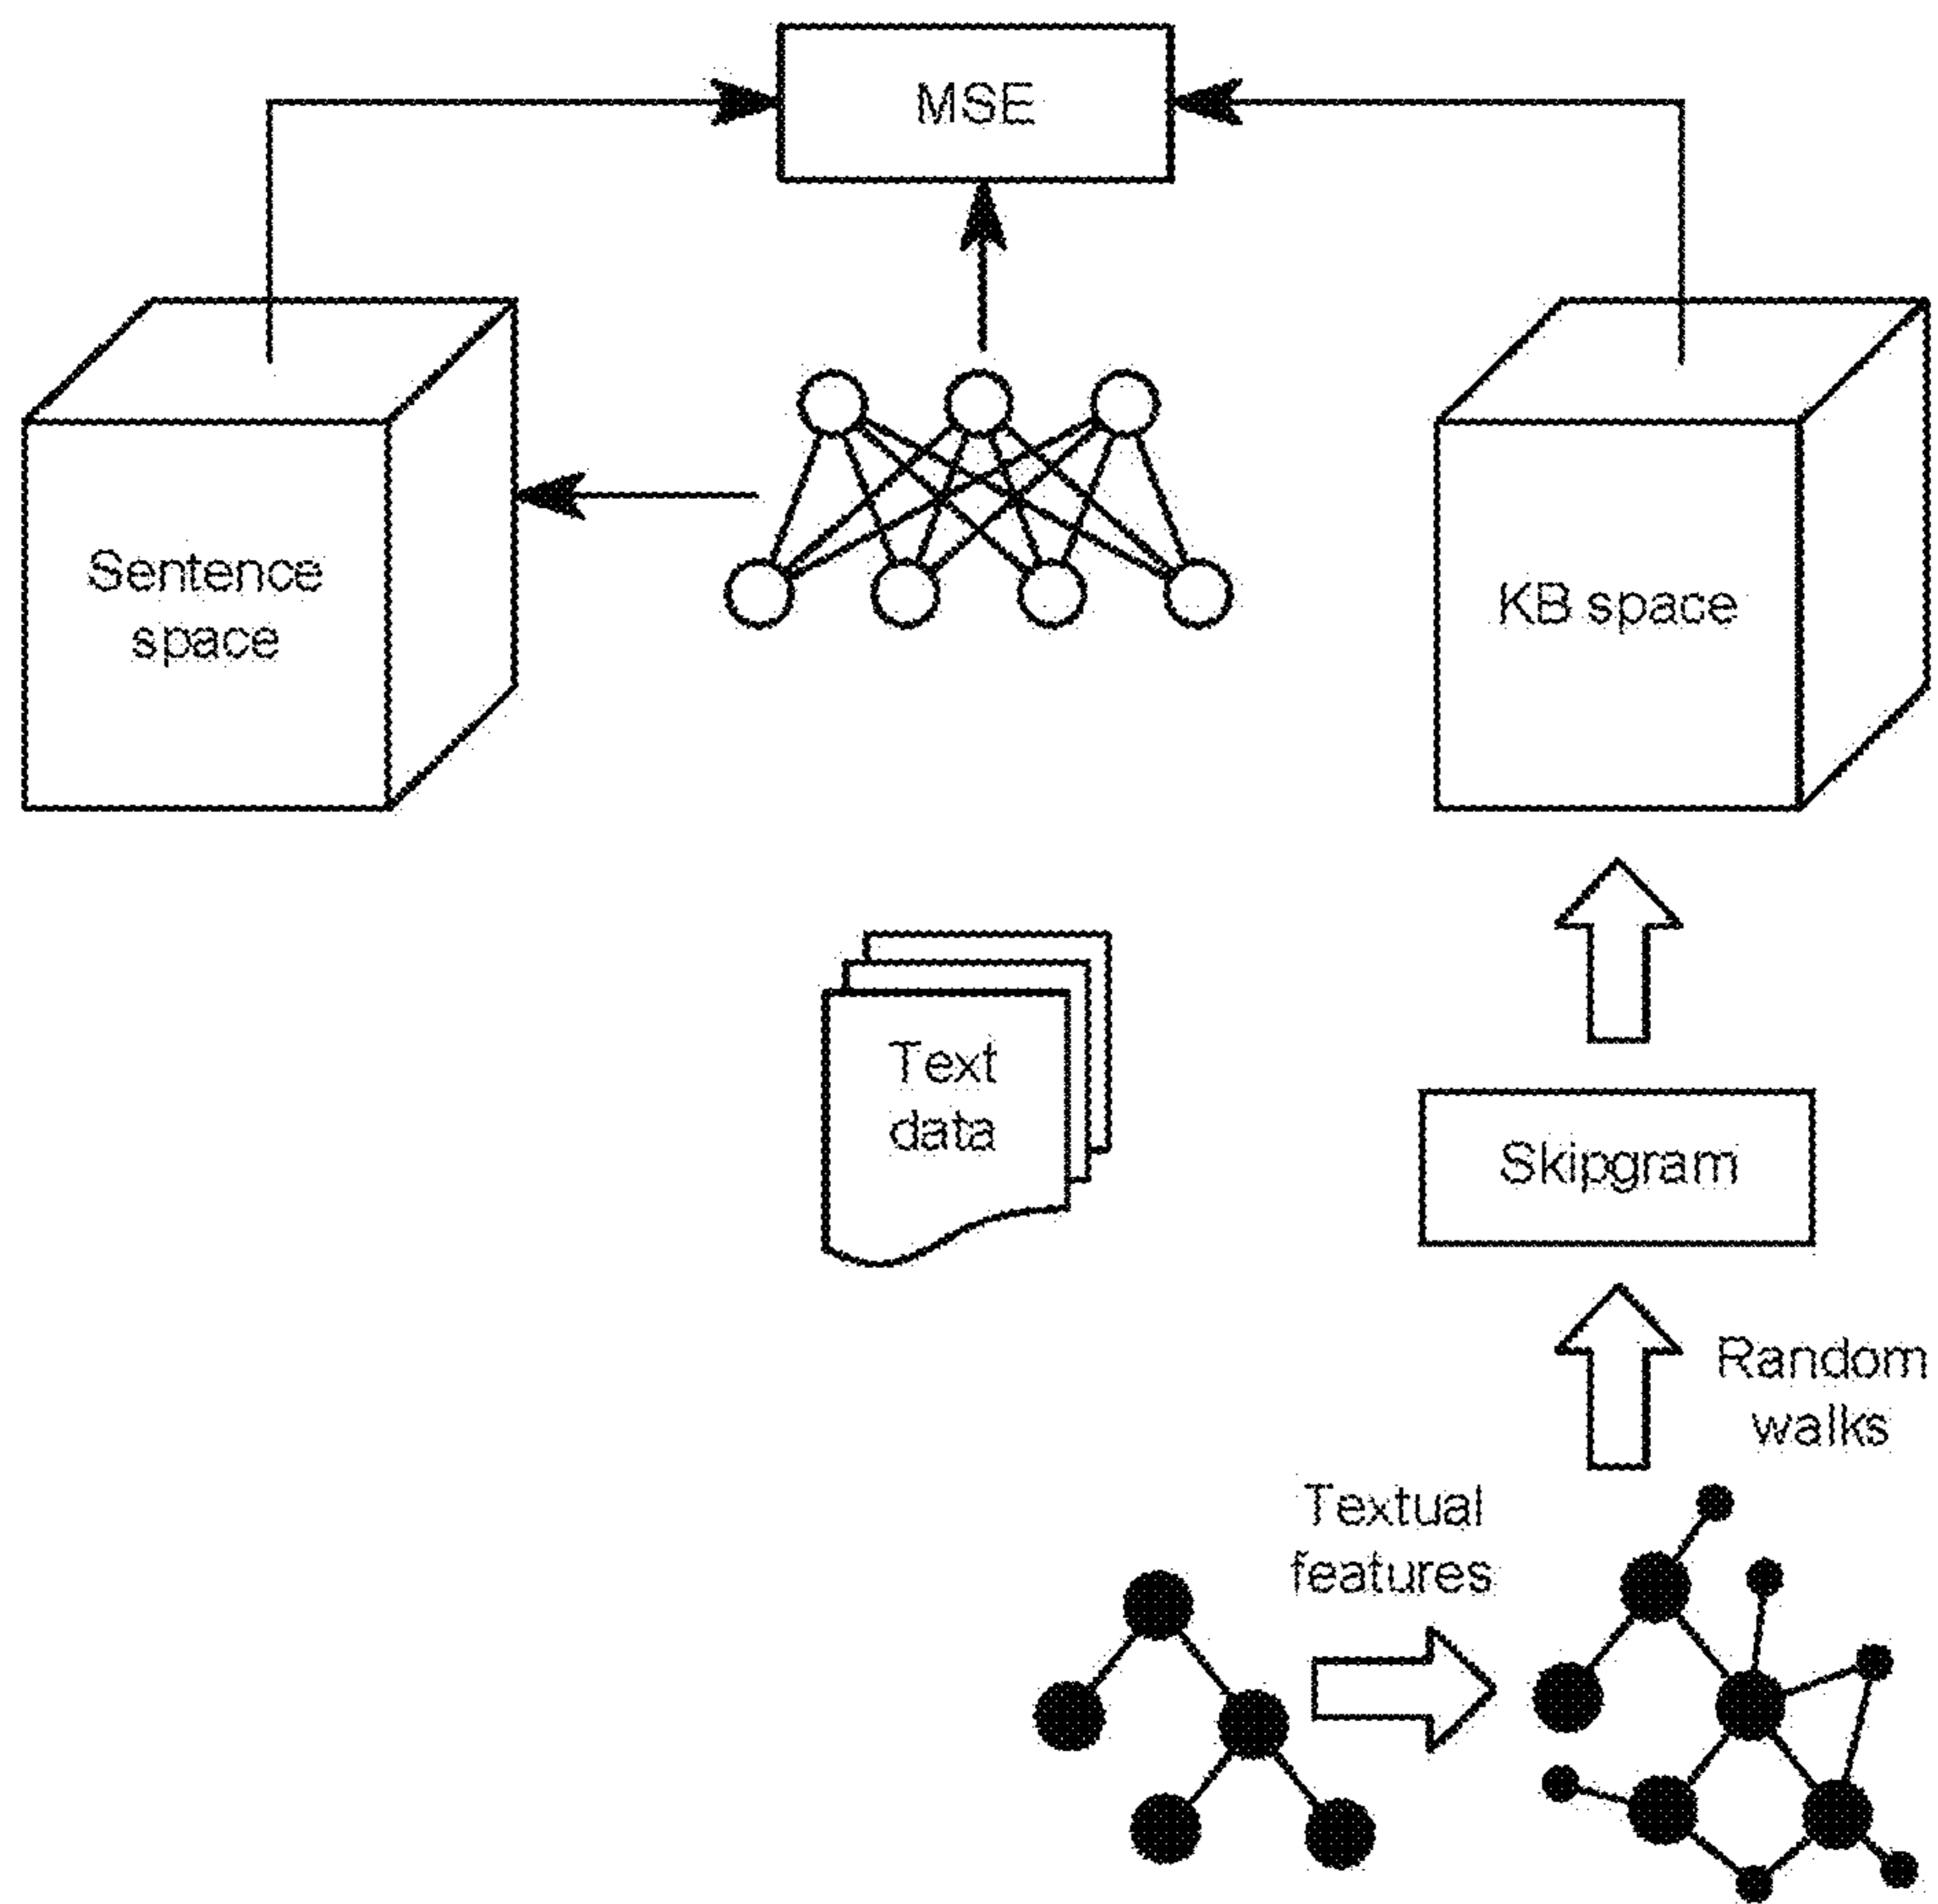 MSE
Sentence
space
KB space
Text
data
Skipgram
Random
walks
Textual
features